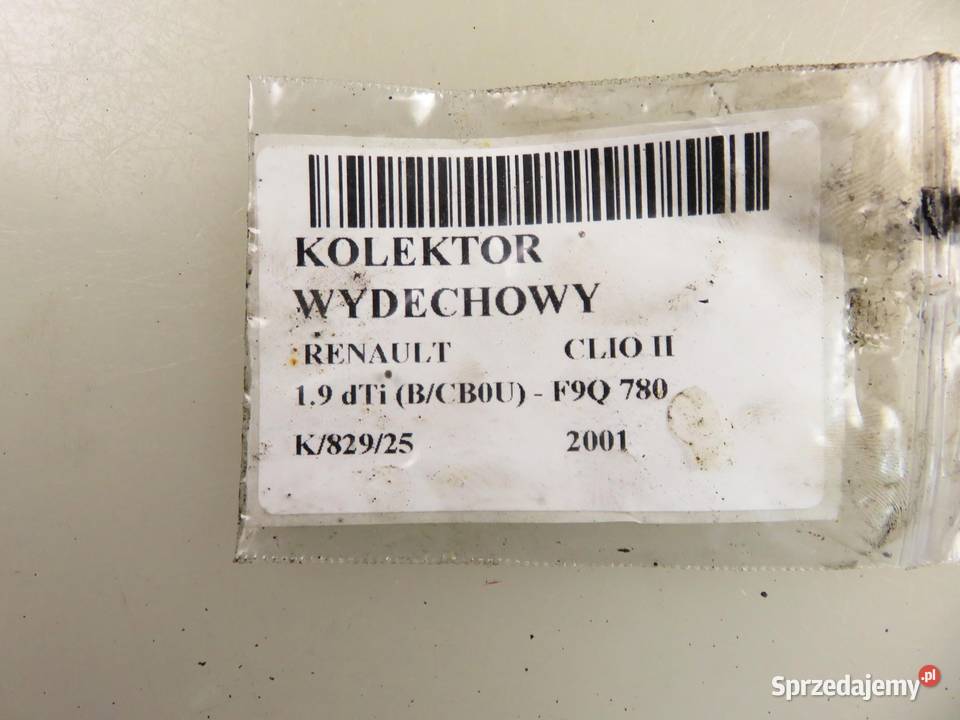 KOLEKTOR
WYDECHOWY
RENAULT CLIO II
1.9 dTi (B/CB0U) - F9Q 780
K/829/25 2001
Sprzedajemy.pl